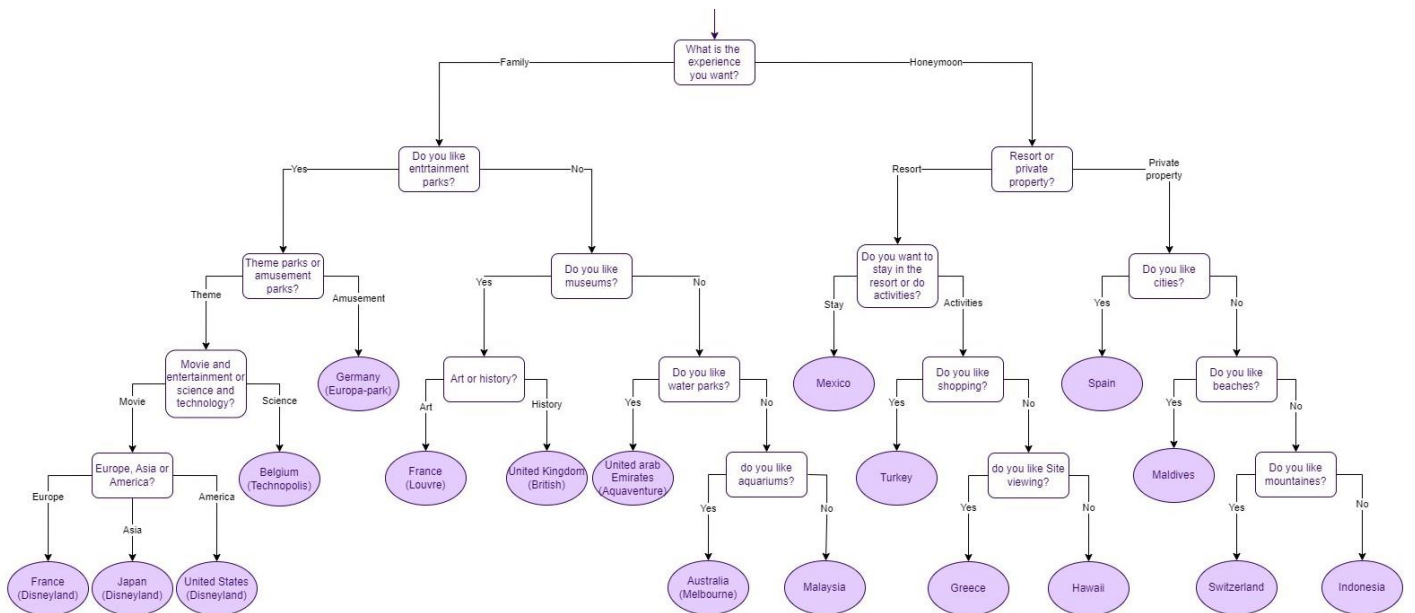 What is the
experience
you want?
Family
Honeymoon
Do you like
entrtainment
parks?
Yes
No
Resort or
private
property?
Resort
Private
property
Theme parks or
amusement
parks?
Theme
Amusement
Do you like
museums?
Yes
No
Do you want to
stay in the
resort or do
activities?
Stay
Activities
Do you like
cities?
Yes
No
Movie and
entertainment or
science and
technology?
Movie
Science
Germany
(Europa-park)
Art or history?
Art
History
Do you like
water parks?
Yes
No
Mexico
Do you like
shopping?
Yes
No
Spain
Do you like
beaches?
Yes
No
Europe, Asia or
America?
Europe
Asia
America
Belgium
(Technopolis)
France
(Louvre)
United Kingdom
(British)
United arab
Emirates
(Aquaventure)
do you like
aquariums?
Yes
No
Turkey
do you like Site
viewing?
Yes
No
Maldives
Do you like
mountaines?
Yes
No
France
(Disneyland)
Japan
(Disneyland)
United States
(Disneyland)
Australia
(Melbourne)
Malaysia
Greece
Hawaii
Switzerland
Indonesia